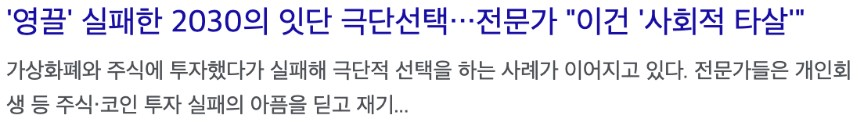 '영끌' 실패한 2030의 잇단 극단선택…전문가 "이건 '사회적 타살'"
가상화폐와 주식에 투자했다가 실패해 극단적 선택을 하는 사례가 이어지고 있다. 전문가들은 개인회
생 등 주식·코인 투자 실패의 아픔을 딛고 재기...